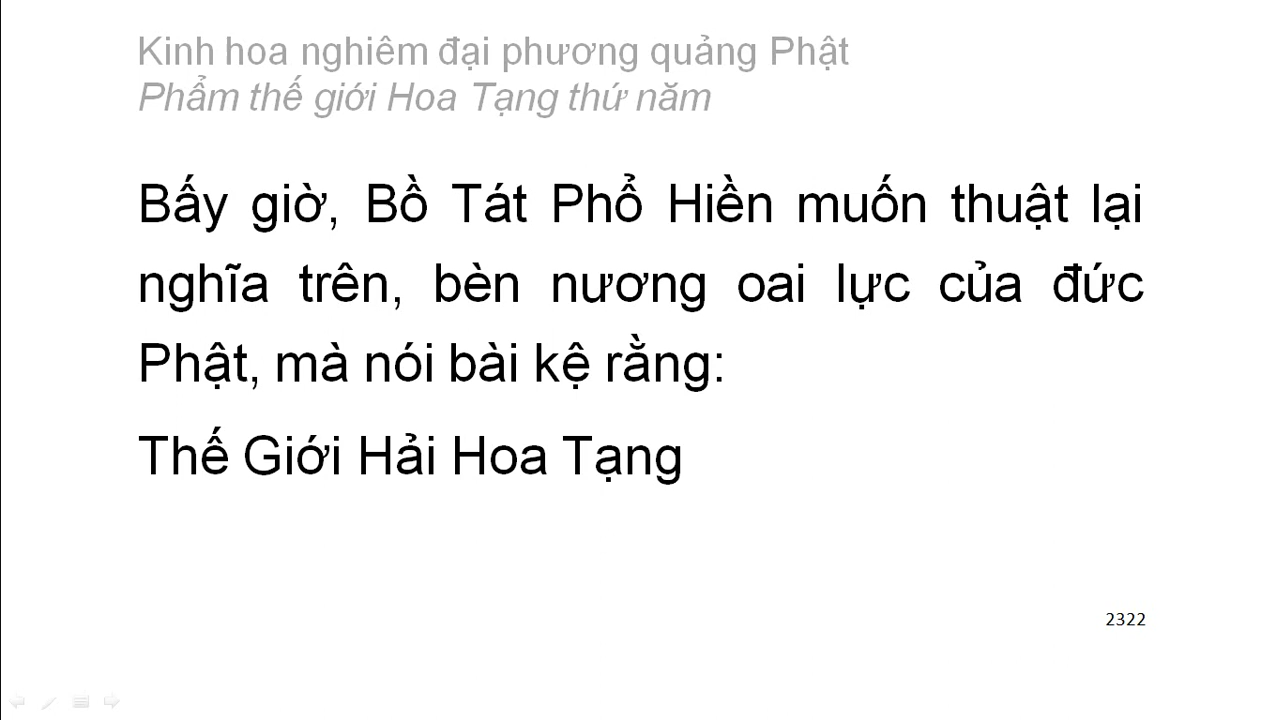 Kinh hoa nghiêm đại phương quảng Phật
Phẩm thế giới Hoa Tạng thứ năm
Bấy giờ, Bồ Tát Phổ Hiền muốn thuật lại
nghĩa trên, bèn nương oai lực của đức
Phật, mà nói bài kệ rằng:
Thế Giới Hải Hoa Tạng
2322